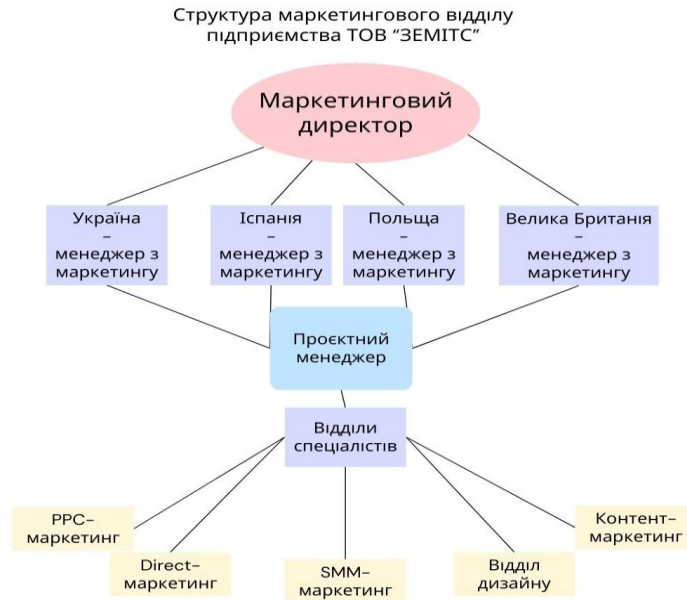 Структура маркетингового відділу
підприємства ТОВ “ЗЕМІТС”
Маркетинговий
директор
Україна
–
менеджер з
маркетингу
Іспанія
–
менеджер з
маркетингу
Польща
–
менеджер з
маркетингу
Велика Британія
–
менеджер з
маркетингу
Проєктний
менеджер
Відділи
спеціалістів
PPC–
маркетинг
Direct–
маркетинг
SMM–
маркетинг
Відділ
дизайну
Контент–
маркетинг